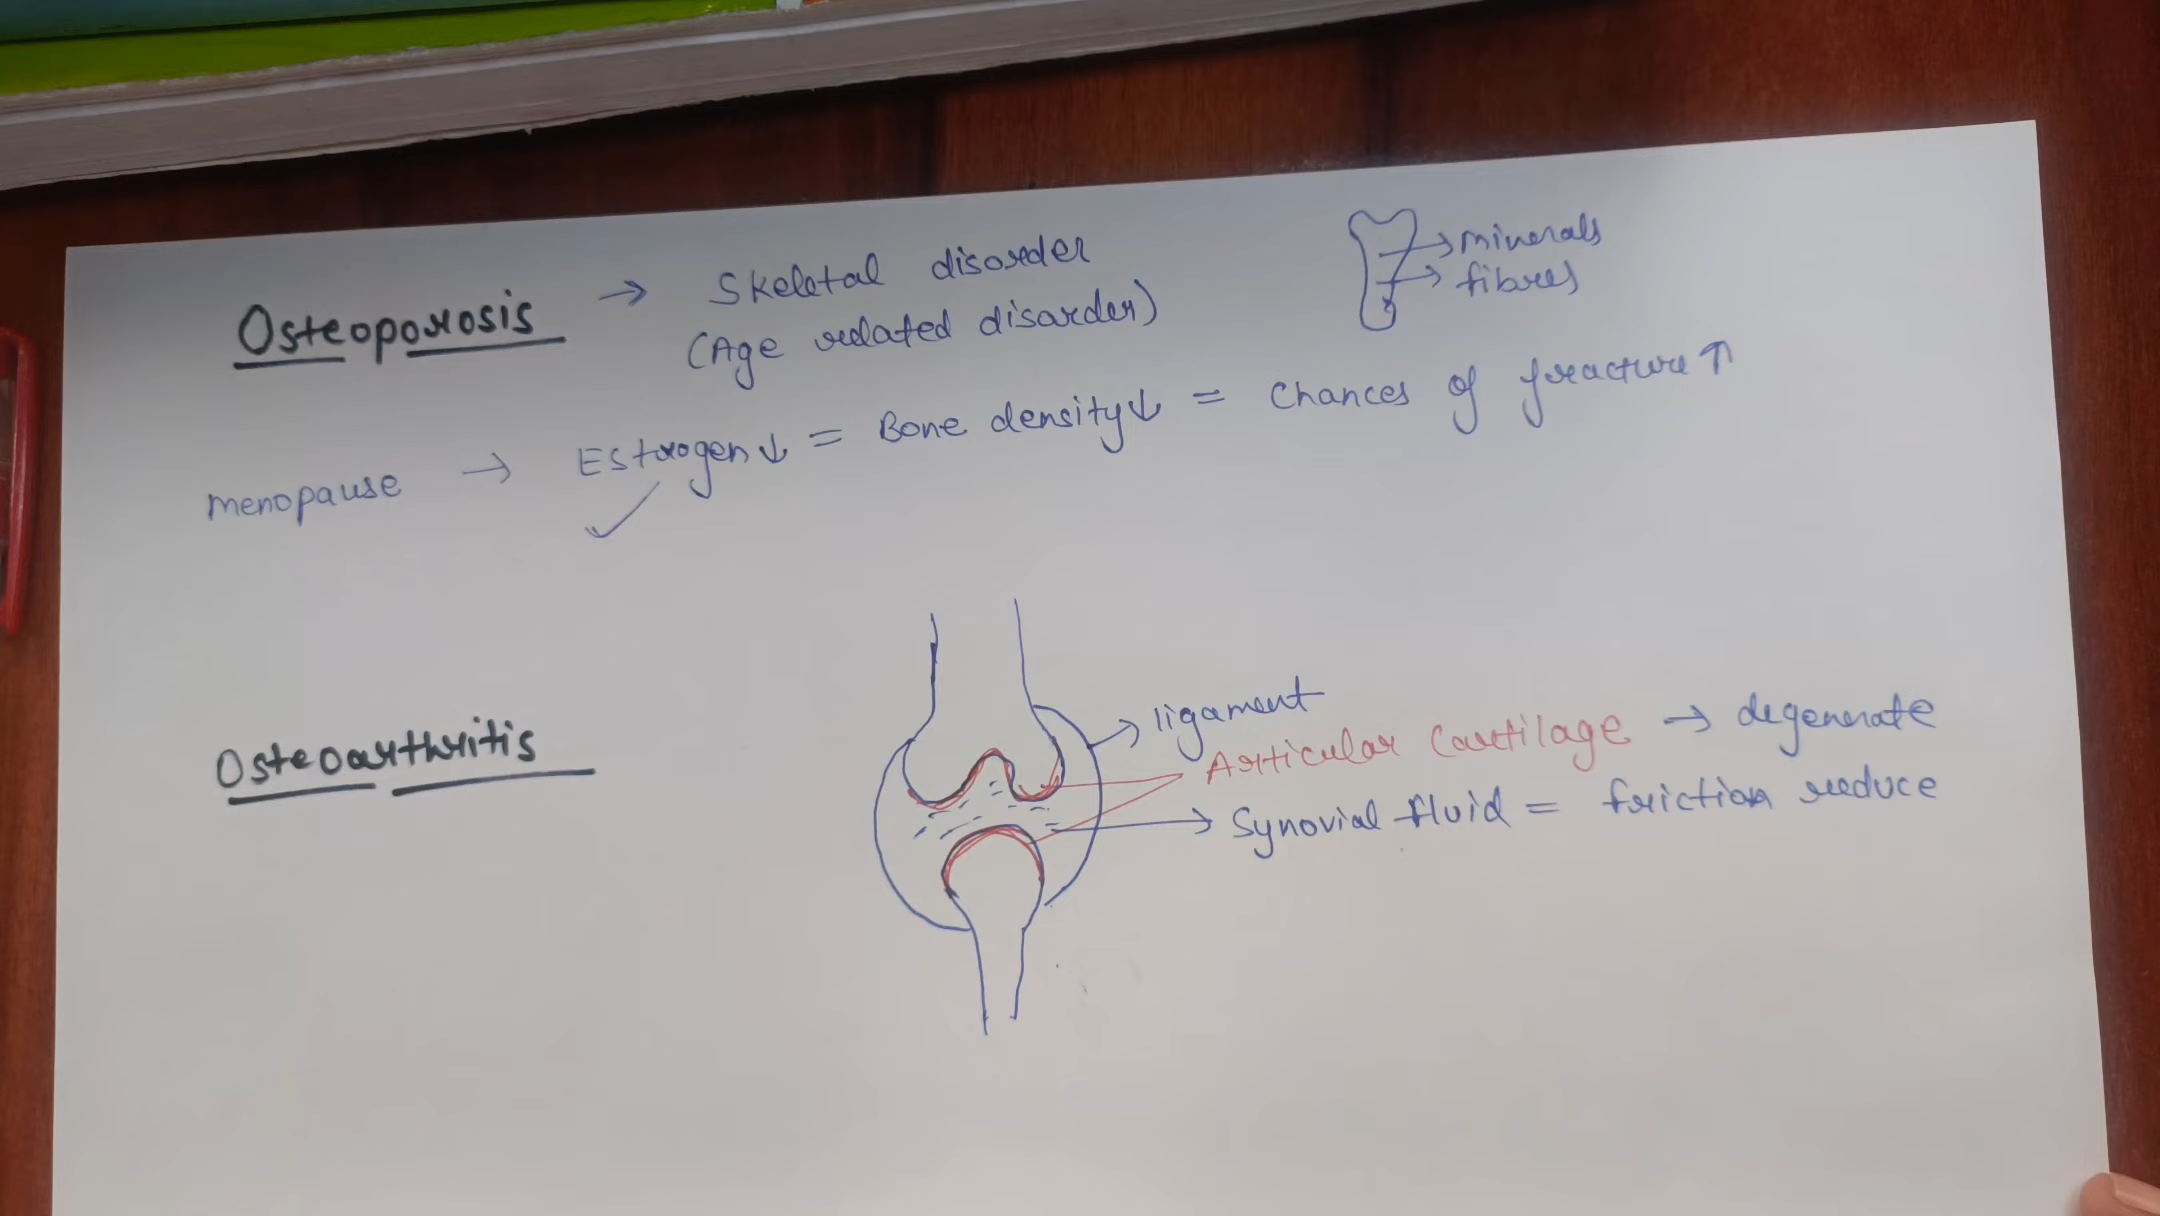 Osteoporosis → Skeletal disorder
(Age related disorder)
→ minerals
→ fibres
menopause → Estrogen ↓ = Bone density ↓ = Chances of fracture ↑
Osteoarthritis
→ ligament
Articular Cartilage → degenerate
→ Synovial fluid = friction reduce